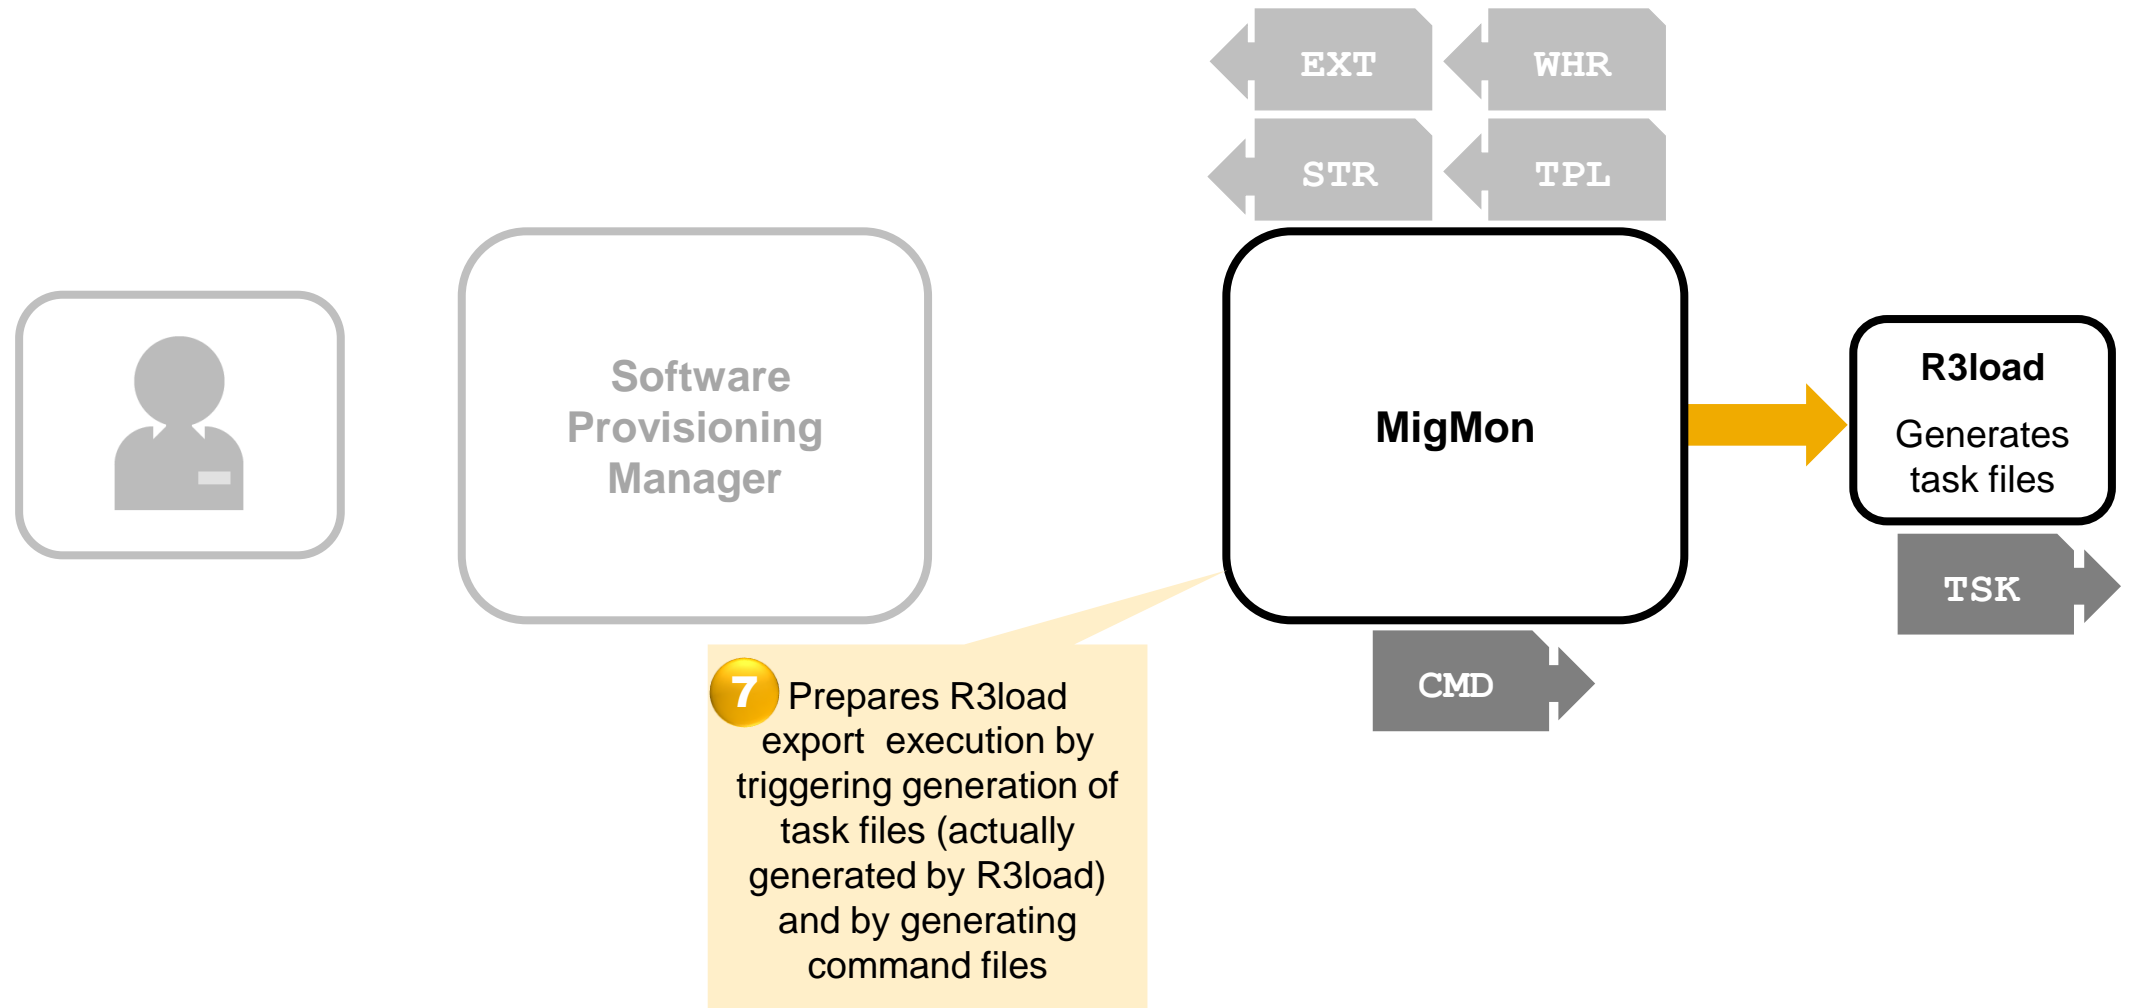 EXT
WHR
STR
TPL
Software
Provisioning
Manager
MigMon
R3load
Generates
task files
TSK
CMD
7 Prepares R3load
export  execution by
triggering generation of
task files (actually
generated by R3load)
and by generating
command files